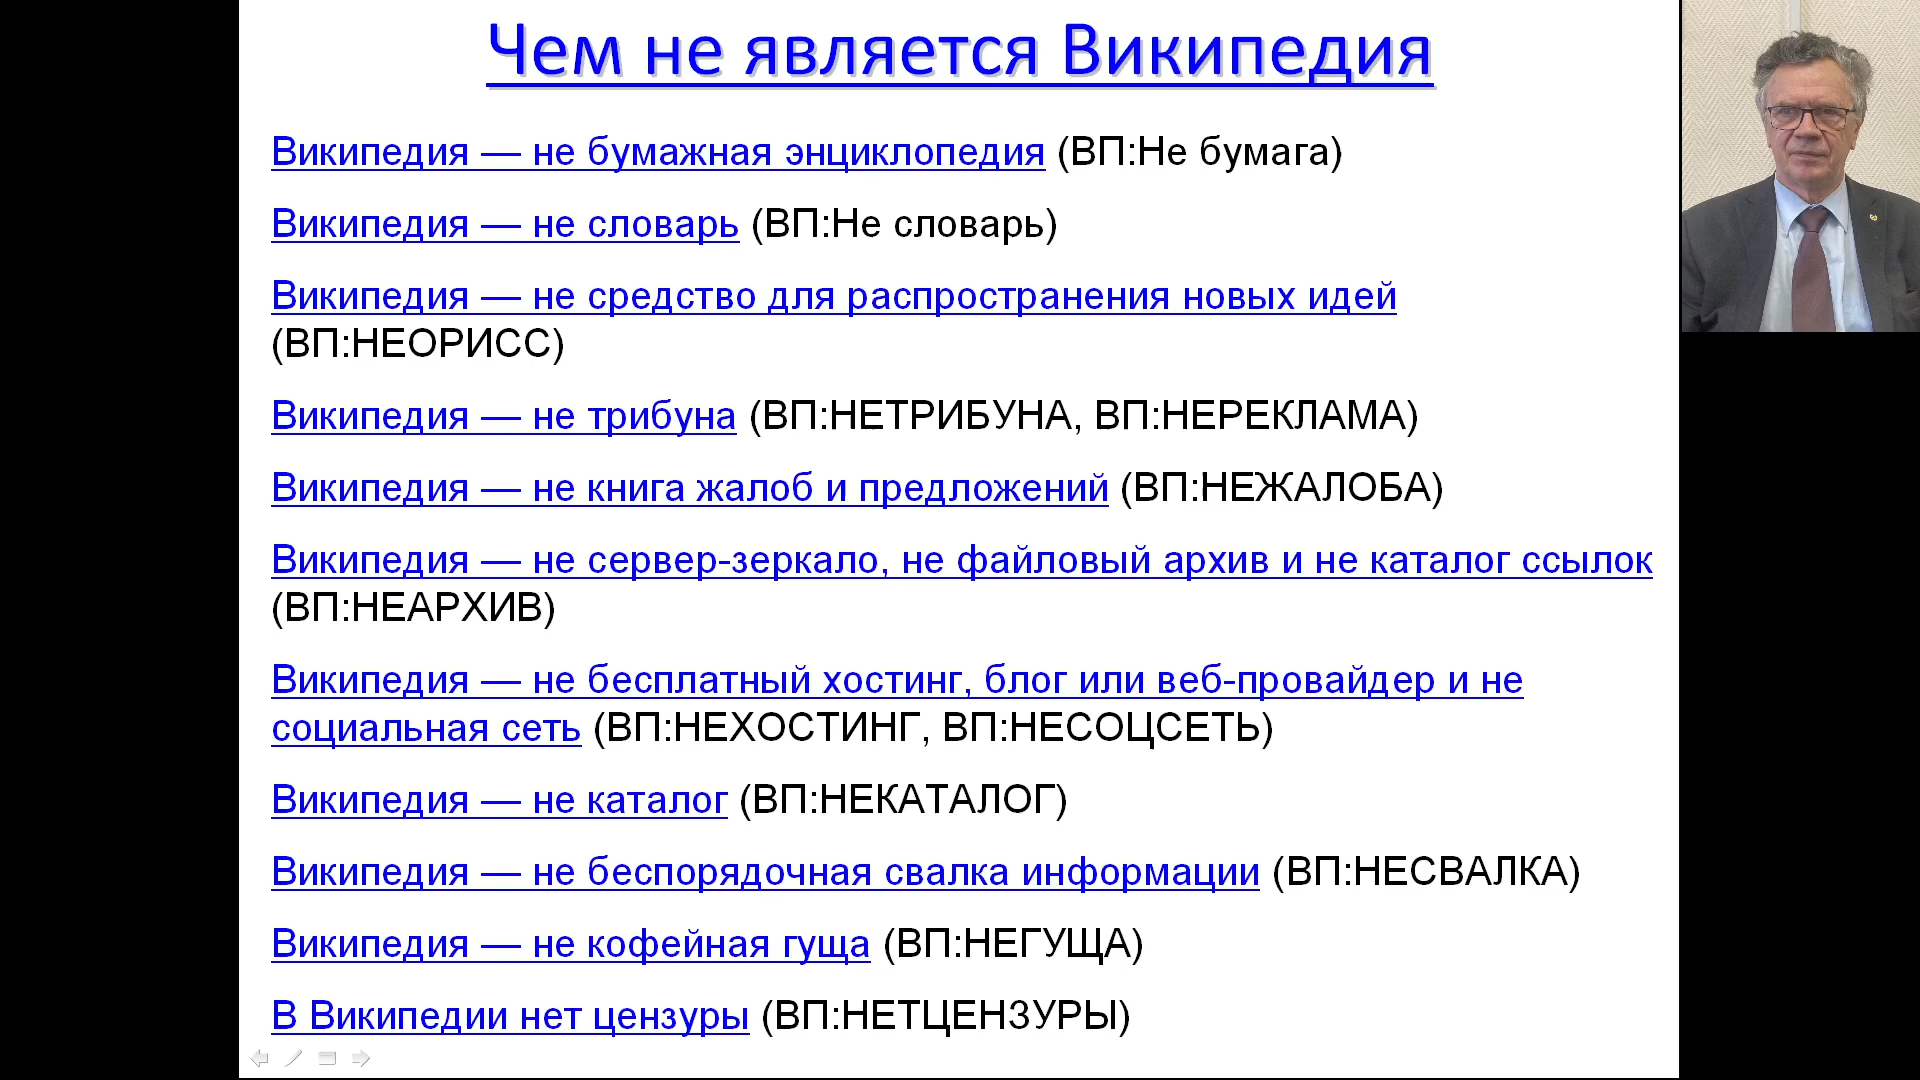 Чем не является Википедия
Википедия — не бумажная энциклопедия (ВП:Не бумага)
Википедия — не словарь (ВП:Не словарь)
Википедия — не средство для распространения новых идей
(ВП:НЕОРИСС)
Википедия — не трибуна (ВП:НЕТРИБУНА, ВП:НЕРЕКЛАМА)
Википедия — не книга жалоб и предложений (ВП:НЕЖАЛОБА)
Википедия — не сервер-зеркало, не файловый архив и не каталог ссылок
(ВП:НЕАРХИВ)
Википедия — не бесплатный хостинг, блог или веб-провайдер и не
социальная сеть (ВП:НЕХОСТИНГ, ВП:НЕСОЦСЕТЬ)
Википедия — не каталог (ВП:НЕКАТАЛОГ)
Википедия — не беспорядочная свалка информации (ВП:НЕСВАЛКА)
Википедия — не кофейная гуща (ВП:НЕГУЩА)
В Википедии нет цензуры (ВП:НЕТЦЕНЗУРЫ)